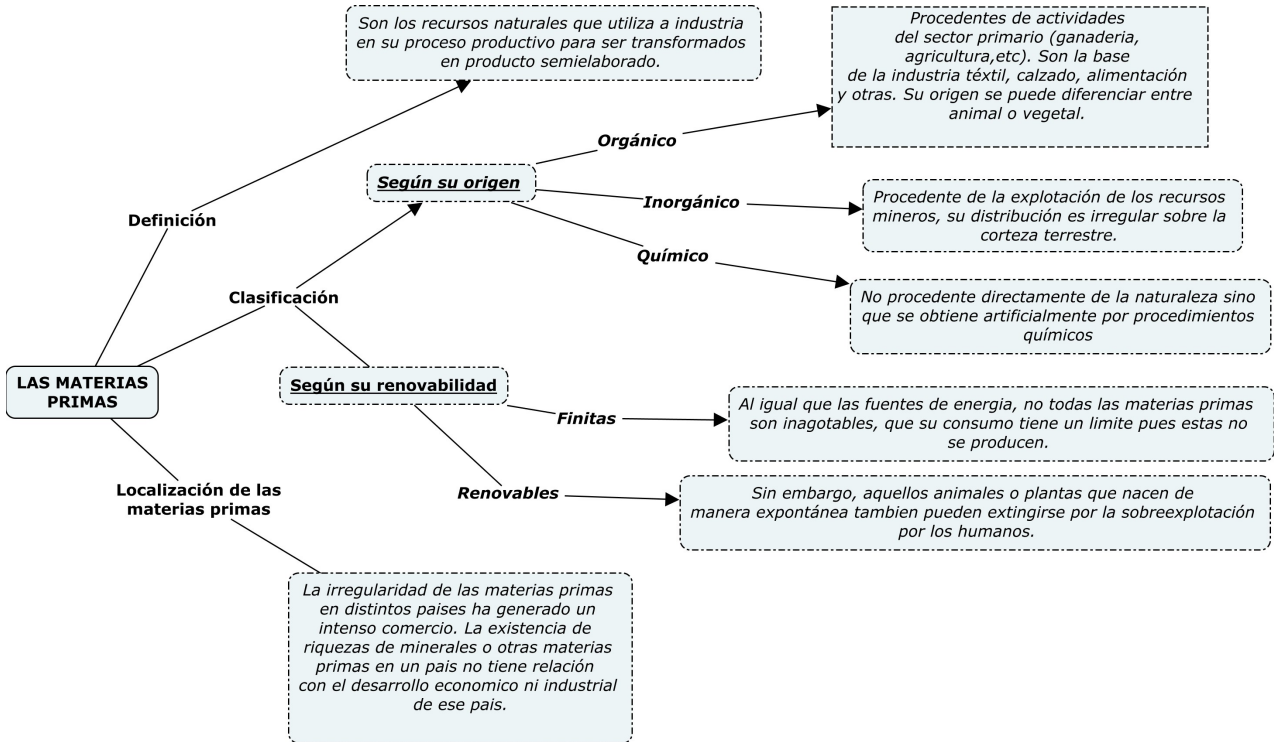 Son los recursos naturales que utiliza a industria
en su proceso productivo para ser transformados
en producto semielaborado.
Procedentes de actividades
del sector primario (ganaderia,
agricultura,etc). Son la base
de la industria téxtil, calzado, alimentación
y otras. Su origen se puede diferenciar entre
animal o vegetal.
Orgánico
Según su origen
Inorgánico
Procedente de la explotación de los recursos
mineros, su distribución es irregular sobre la
corteza terrestre.
Definición
Químico
No procedente directamente de la naturaleza sino
que se obtiene artificialmente por procedimientos
químicos
Clasificación
LAS MATERIAS
PRIMAS
Según su renovabilidad
Finitas
Al igual que las fuentes de energia, no todas las materias primas
son inagotables, que su consumo tiene un limite pues estas no
se producen.
Renovables
Sin embargo, aquellos animales o plantas que nacen de
manera expontánea tambien pueden extingirse por la sobreexplotación
por los humanos.
Localización de las
materias primas
La irregularidad de las materias primas
en distintos paises ha generado un
intenso comercio. La existencia de
riquezas de minerales o otras materias
primas en un pais no tiene relación
con el desarrollo economico ni industrial
de ese pais.